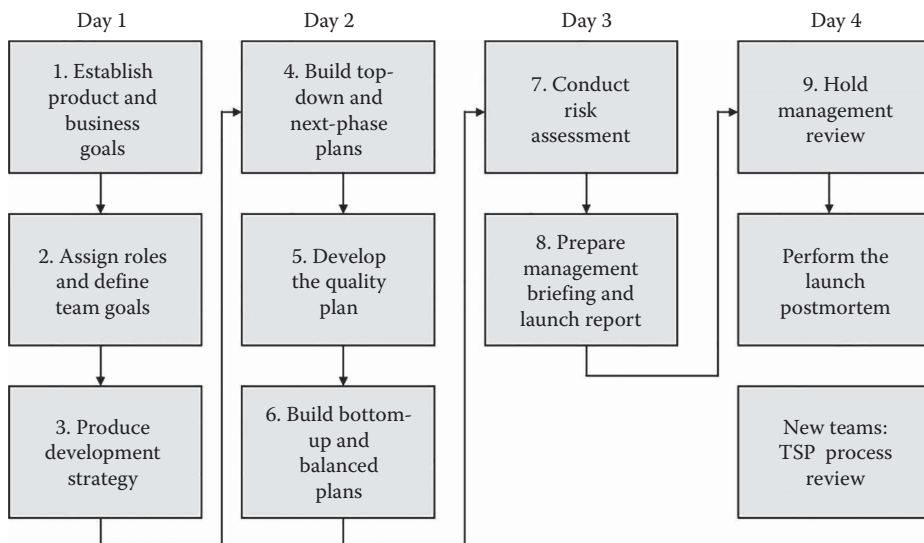 Day 1
1. Establish
product and
business
goals
2. Assign roles
and define
team goals
3. Produce
development
strategy
Day 2
4. Build top-
down and
next-phase
plans
5. Develop
the quality
plan
6. Build bottom-
up and
balanced
plans
Day 3
7. Conduct
risk
assessment
8. Prepare
management
briefing and
launch report
Day 4
9. Hold
management
review
Perform the
launch
postmortem
New teams:
TSP process
review